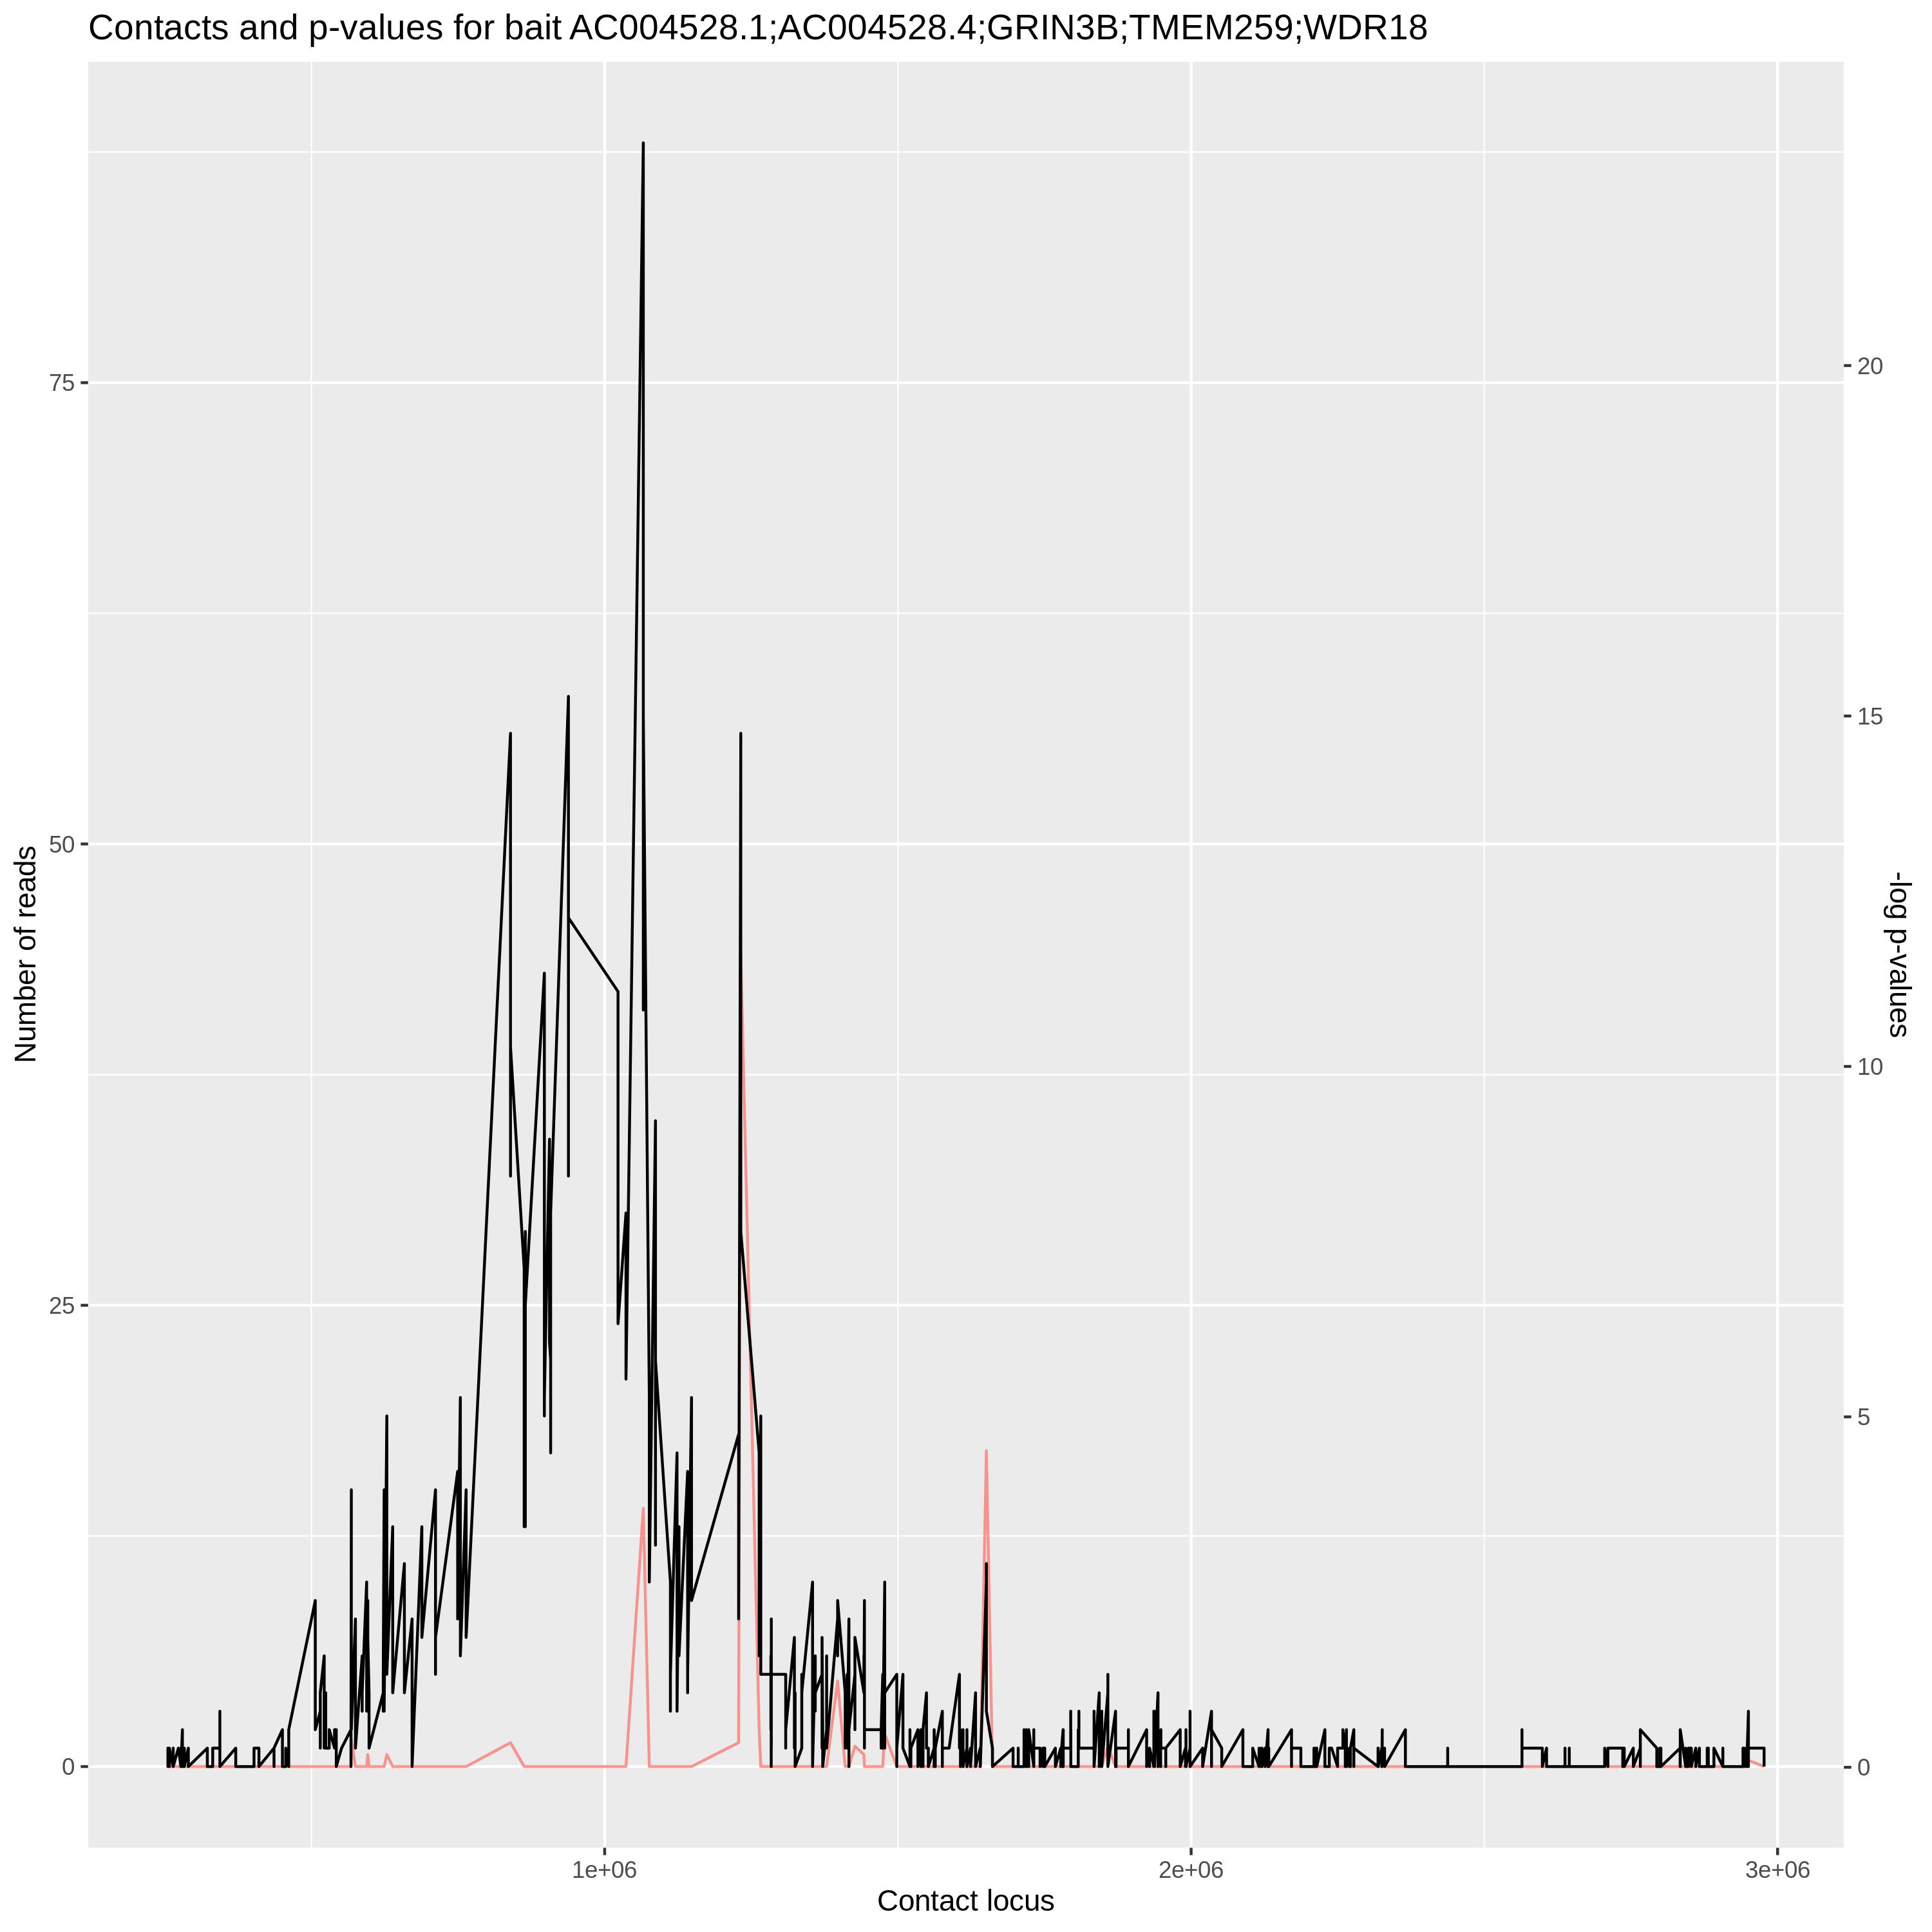 Contacts and p-values for bait AC004528.1;AC004528.4;GRIN3B;TMEM259;WDR18
75
50
25
0
Number of reads
20
15
10
5
0
-log p-values
1e+06
2e+06
3e+06
Contact locus